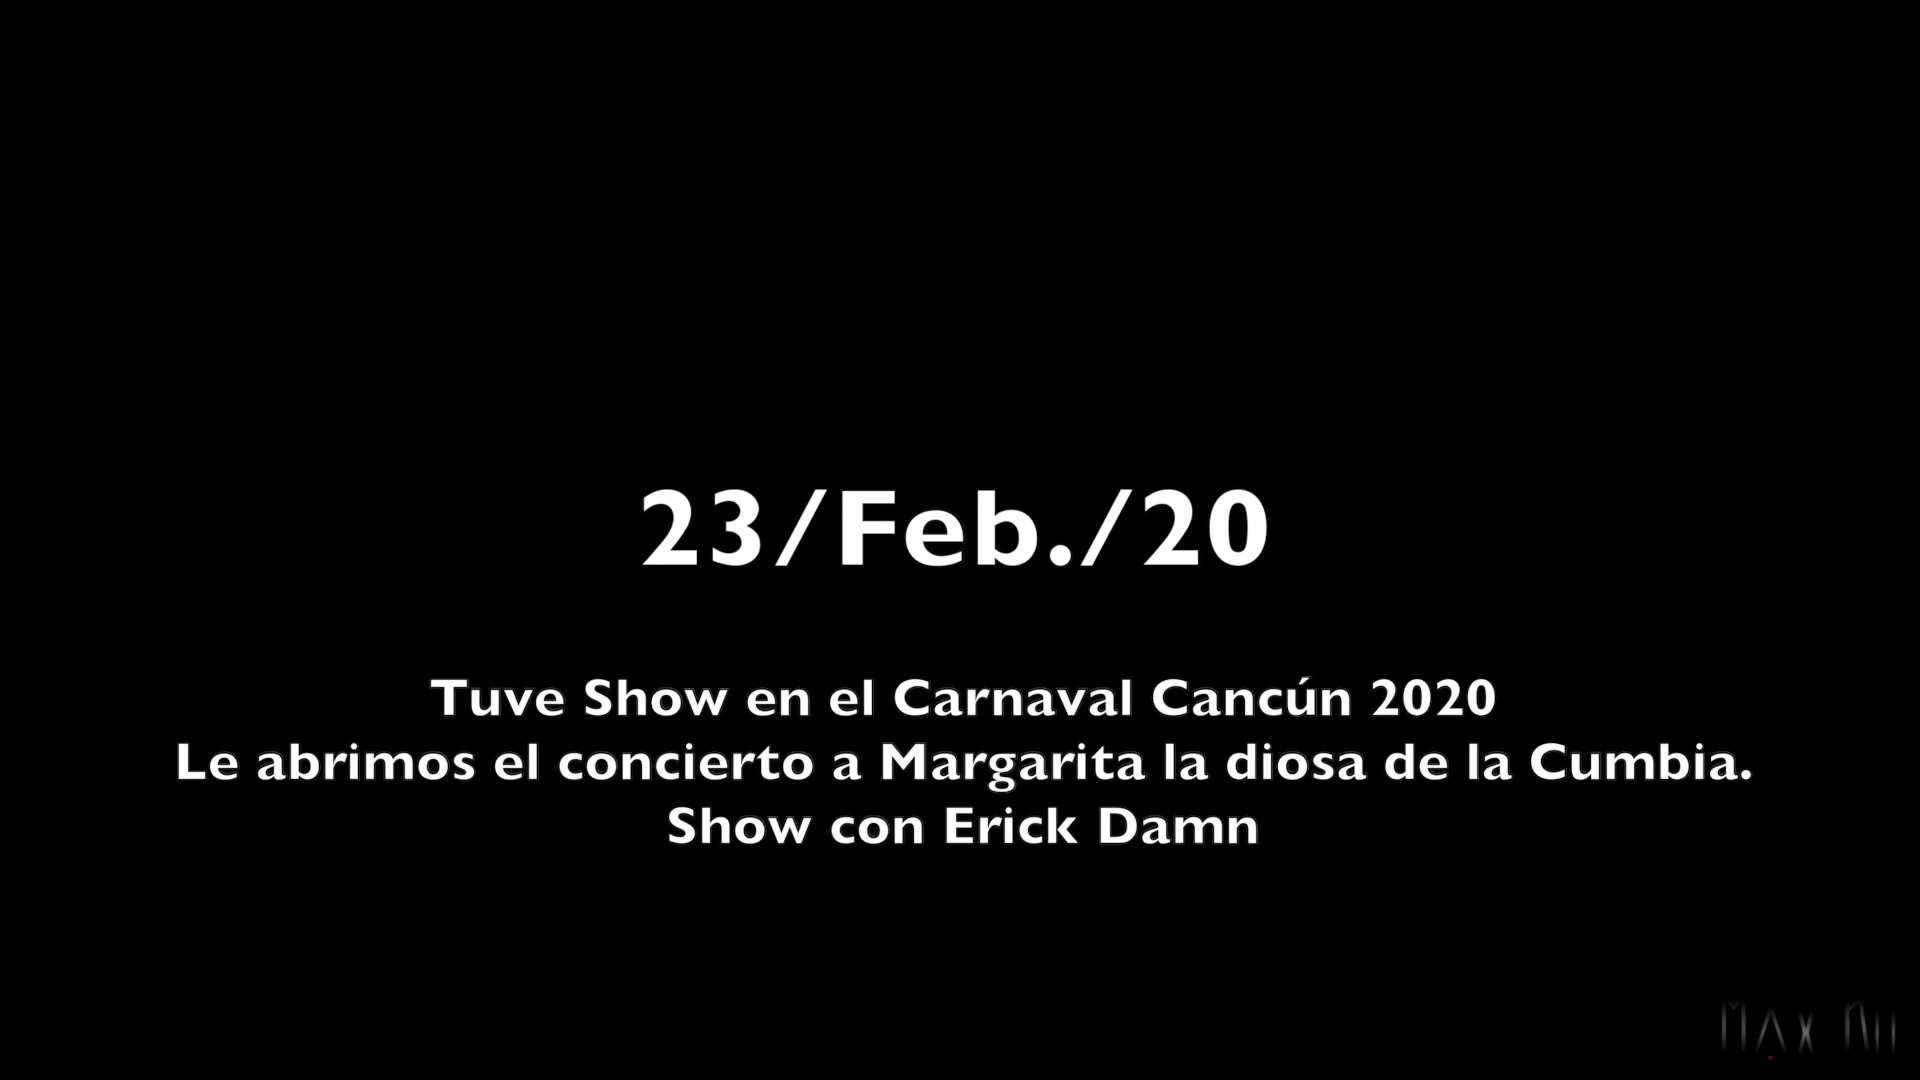 23/Feb./20
Tuve Show en el Carnaval Cancún 2020
Le abrimos el concierto a Margarita la diosa de la Cumbia.
Show con Erick Damn